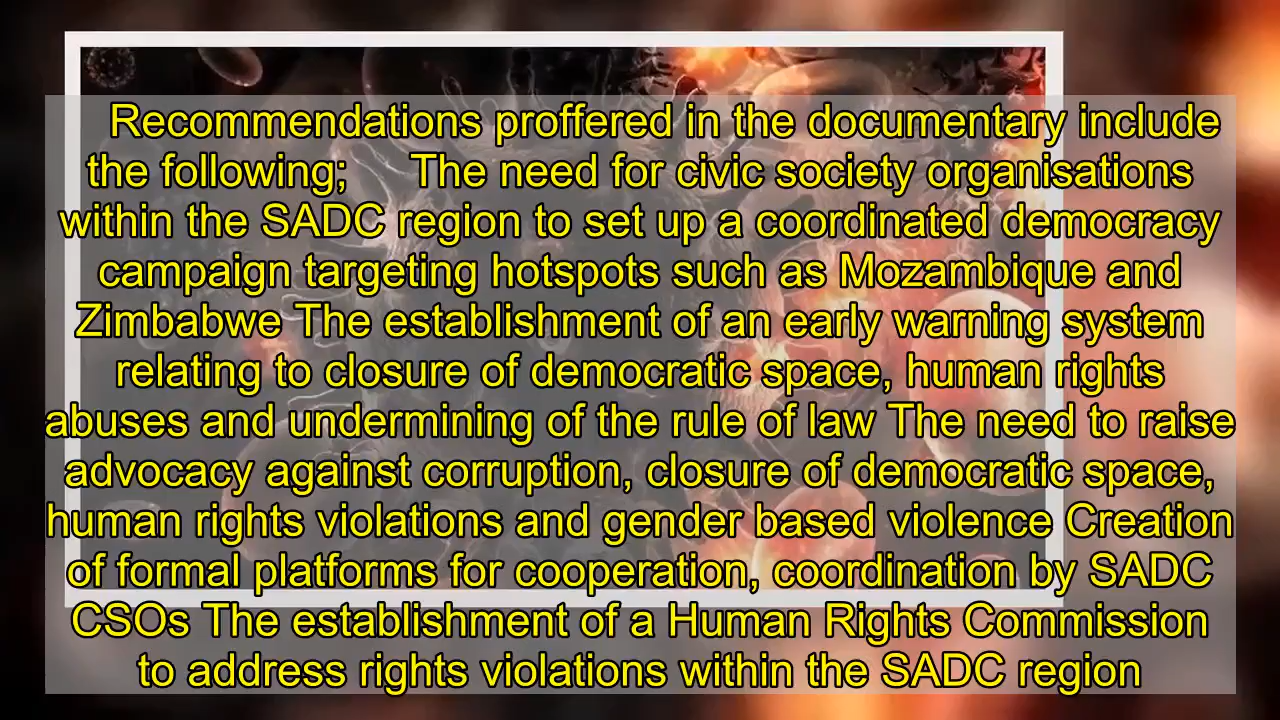 Recommendations proffered in the documentary include
the following; The need for civic society organisations
within the SADC region to set up a coordinated democracy
campaign targeting hotspots such as Mozambique and
Zimbabwe The establishment of an early warning system
relating to closure of democratic space, human rights
abuses and undermining of the rule of law The need to raise
advocacy against corruption, closure of democratic space,
human rights violations and gender based violence Creation
of formal platforms for cooperation, coordination by SADC
CSOs The establishment of a Human Rights Commission
to address rights violations within the SADC region